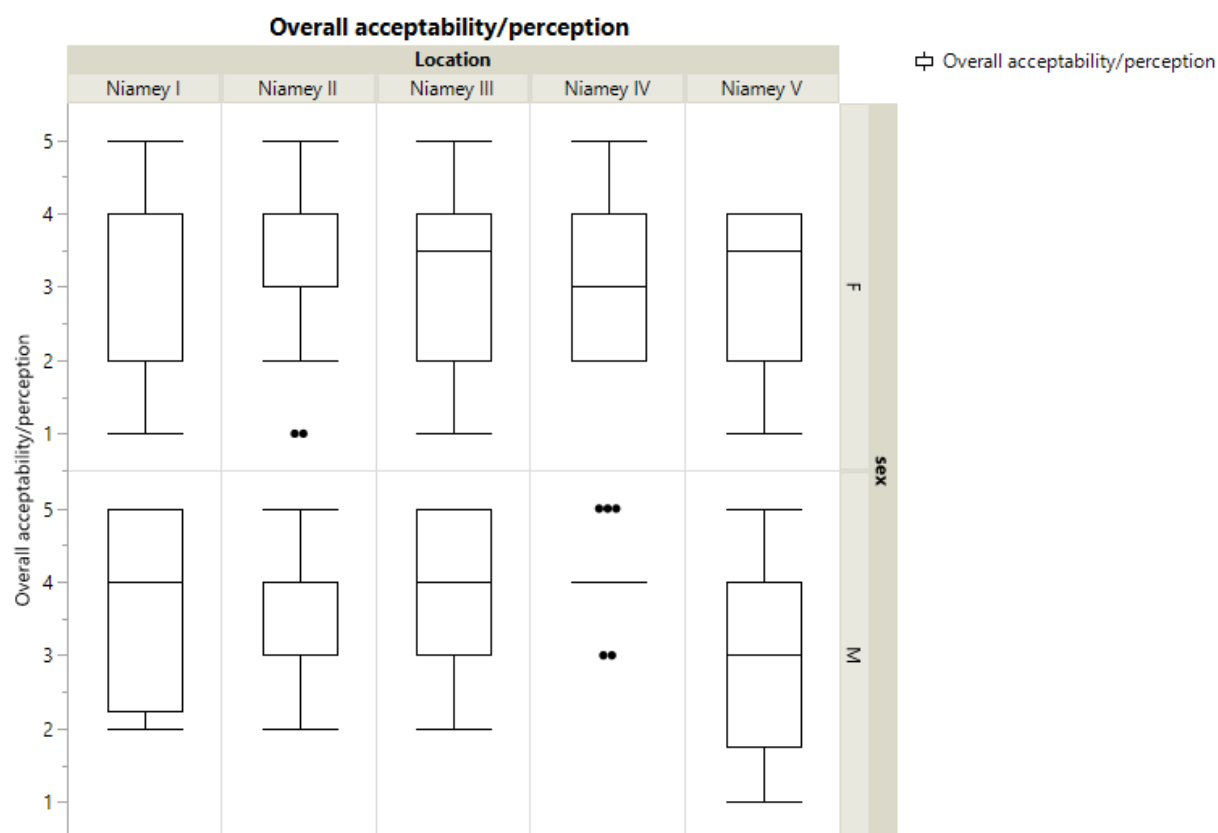 Overall acceptability/perception
Location
Niamey I Niamey II Niamey III Niamey IV Niamey V
Overall acceptability/perception
Overall acceptability/perception
5
4
3
2
1
F
5
4
3
2
1
M
sex